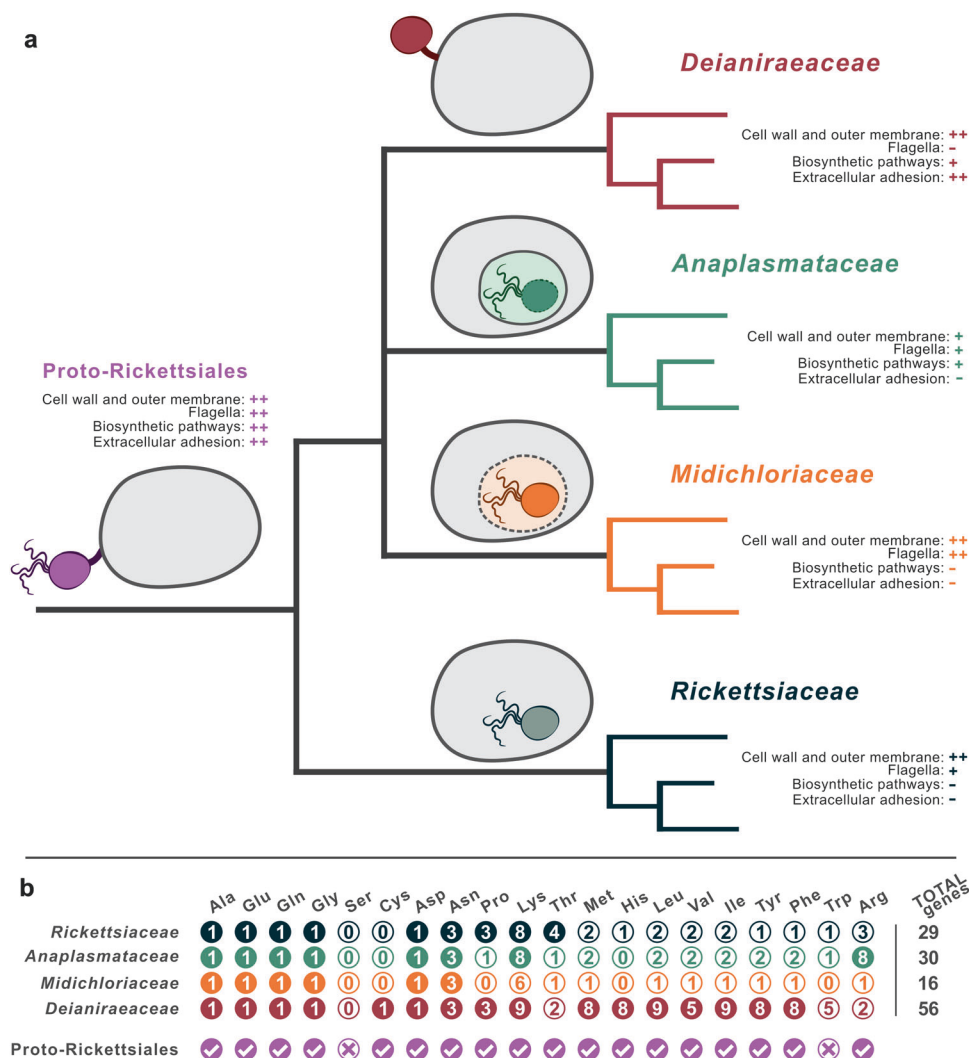 a
Deianiraeaceae
Cell wall and outer membrane: ++
Flagella: -
Biosynthetic pathways: +
Extracellular adhesion: ++
Anaplasmataceae
Cell wall and outer membrane: +
Flagella: +
Biosynthetic pathways: +
Extracellular adhesion: -
Proto-Rickettsiales
Cell wall and outer membrane: ++
Flagella: ++
Biosynthetic pathways: ++
Extracellular adhesion: ++
Midichloriaceae
Cell wall and outer membrane: ++
Flagella: ++
Biosynthetic pathways: -
Extracellular adhesion: -
Rickettsiaceae
Cell wall and outer membrane: ++
Flagella: +
Biosynthetic pathways: -
Extracellular adhesion: -
b
Ala Glu Gln Gly Ser Cys Asp Asn Pro Lys Thr Met His Leu Val Ile Tyr Phe Trp Arg TOTAL genes
Rickettsiaceae 1 1 1 1 0 0 1 3 3 8 4 2 1 2 2 2 1 1 1 3 29
Anaplasmataceae 1 1 1 1 0 0 1 3 1 8 1 2 0 2 2 2 2 2 1 8 30
Midichloriaceae 1 1 1 1 0 0 1 3 0 6 1 1 0 1 1 1 1 1 0 1 16
Deianiraeaceae 1 1 1 1 0 1 1 3 3 9 2 8 8 9 5 9 8 8 5 2 56
Proto-Rickettsiales